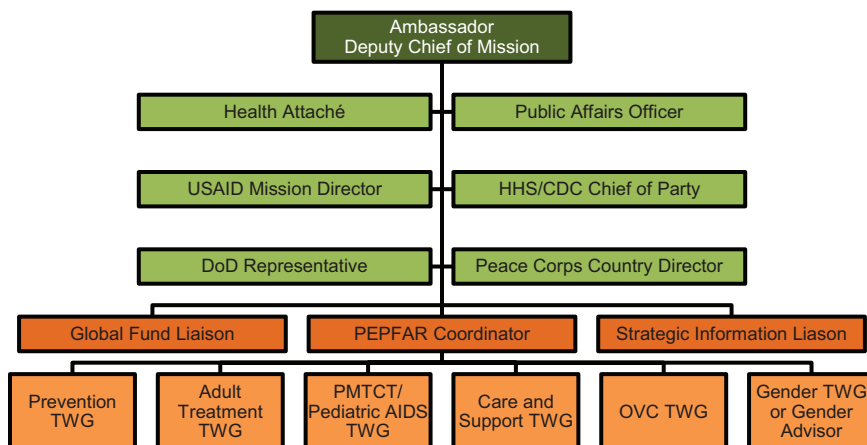 Ambassador
Deputy Chief of Mission
Health Attaché
Public Affairs Officer
USAID Mission Director
HHS/CDC Chief of Party
DoD Representative
Peace Corps Country Director
Global Fund Liaison
PEPFAR Coordinator
Strategic Information Liason
Prevention
TWG
Adult
Treatment
TWG
PMTCT/
Pediatric AIDS
TWG
Care and
Support TWG
OVC TWG
Gender TWG
or Gender
Advisor